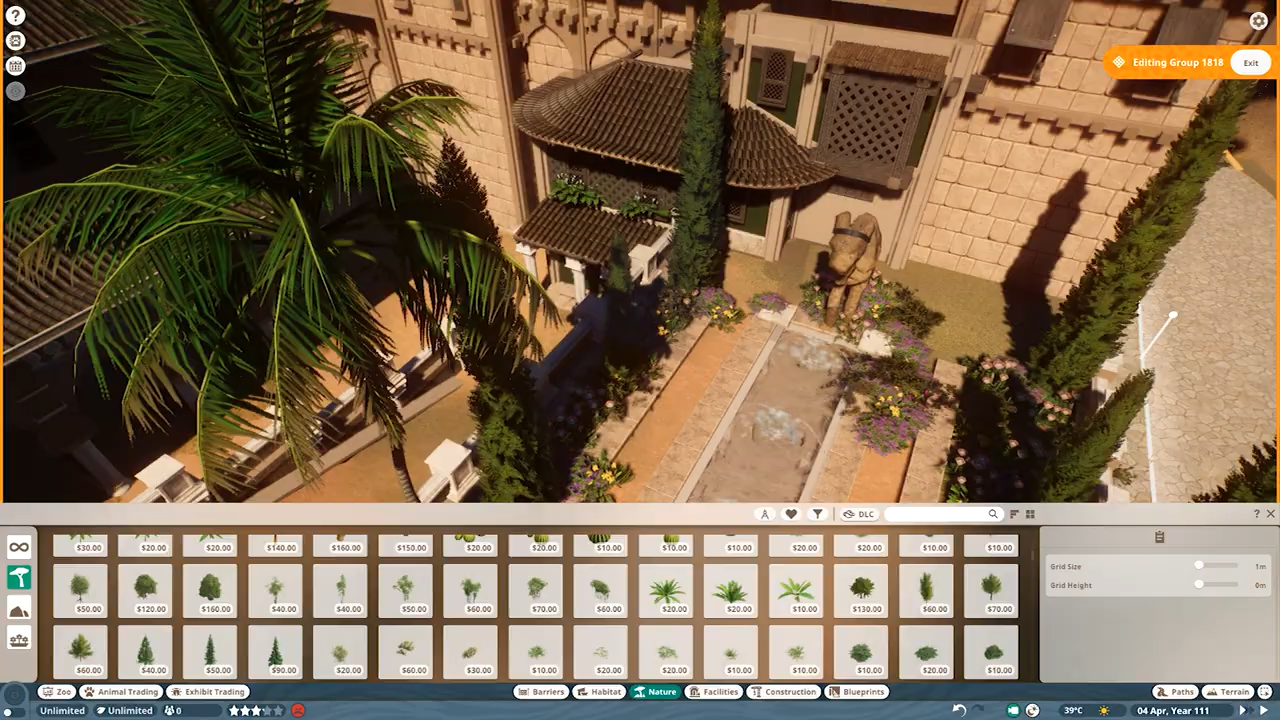 Editing Group 1818 Exit
DLC
$30.00 $20.00 $20.00 $140.00 $160.00 $150.00 $20.00 $20.00 $10.00 $10.00 $10.00 $20.00 $20.00 $10.00 $10.00
$50.00 $120.00 $160.00 $40.00 $40.00 $50.00 $60.00 $70.00 $60.00 $20.00 $20.00 $10.00 $130.00 $60.00 $70.00
$60.00 $40.00 $50.00 $90.00 $20.00 $60.00 $30.00 $10.00 $20.00 $20.00 $10.00 $10.00 $10.00 $20.00 $10.00
Grid Size 1m
Grid Height 0m
Zoo Animal Trading Exhibit Trading Barriers Habitat Nature Facilities Construction Blueprints Paths Terrain
Unlimited Unlimited 0 39°C 04 Apr, Year 111